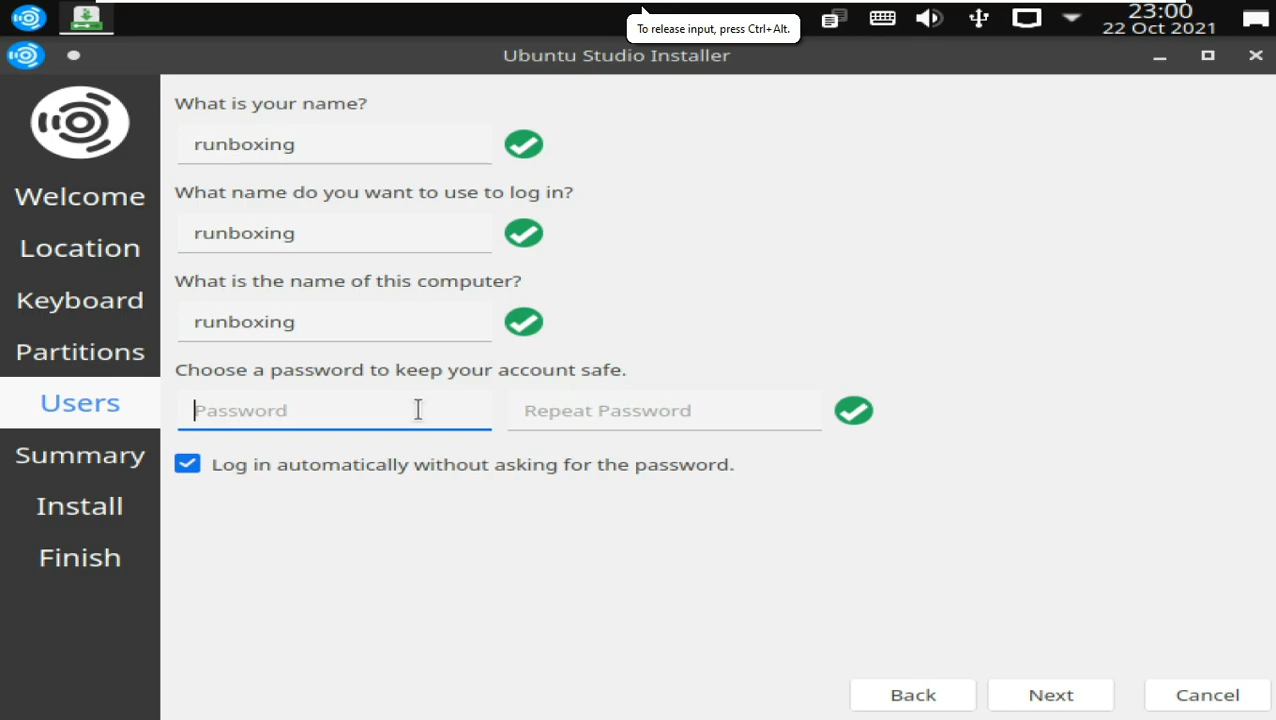 23:00
22 Oct 2021
To release input, press Ctrl+Alt.
Ubuntu Studio Installer
Welcome
Location
Keyboard
Partitions
Users
Summary
Install
Finish
What is your name?
runboxing
What name do you want to use to log in?
runboxing
What is the name of this computer?
runboxing
Choose a password to keep your account safe.
Password Repeat Password
Log in automatically without asking for the password.
Back Next Cancel